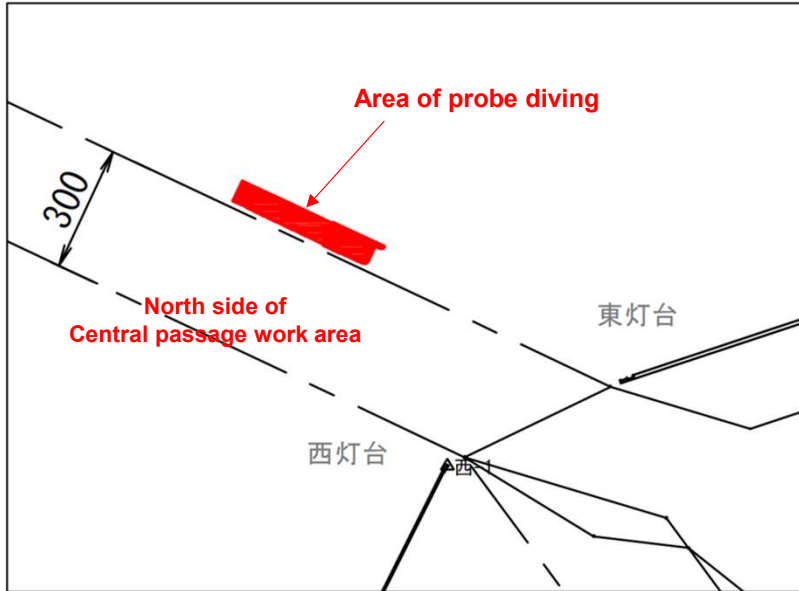 Area of probe diving
300
North side of
Central passage work area
東灯台
西灯台
西-1